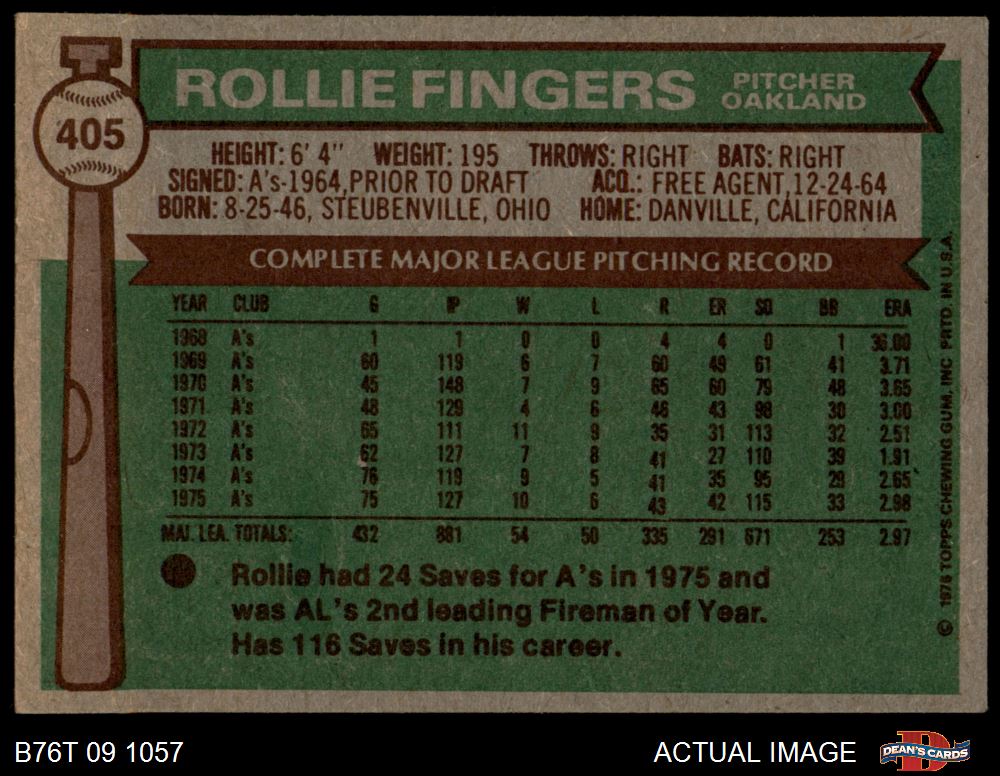 405
ROLLIE FINGERS PITCHER OAKLAND
HEIGHT: 6' 4" WEIGHT: 195 THROWS: RIGHT BATS: RIGHT
SIGNED: A's-1964, PRIOR TO DRAFT ACQ.: FREE AGENT, 12-24-64
BORN: 8-25-46, STEUBENVILLE, OHIO HOME: DANVILLE, CALIFORNIA
COMPLETE MAJOR LEAGUE PITCHING RECORD
YEAR CLUB G IP W L R ER SO BB ERA
1968 A's 1 1 0 0 4 4 0 1 36.00
1969 A's 60 119 6 7 60 49 61 41 3.71
1970 A's 45 148 7 9 65 60 79 48 3.65
1971 A's 48 129 4 6 46 43 98 30 3.00
1972 A's 65 111 11 9 35 31 113 32 2.51
1973 A's 62 127 7 8 41 27 110 39 1.91
1974 A's 76 119 9 5 41 35 95 29 2.65
1975 A's 75 127 10 6 43 42 115 33 2.98
MAJ. LEA. TOTALS: 432 881 54 50 335 291 671 253 2.97
Rollie had 24 Saves for A's in 1975 and
was AL's 2nd leading Fireman of Year.
Has 116 Saves in his career.
© 1976 TOPPS CHEWING GUM, INC PRTD. IN U.S.A.
B76T 09 1057 ACTUAL IMAGE DEAN'S CARDS